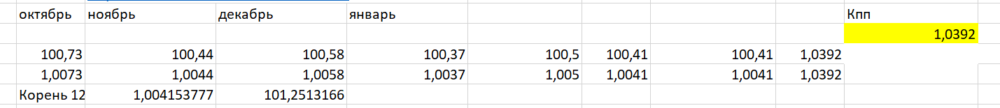 октябрь ноябрь декабрь январь Кпп
1,0392
100,73 100,44 100,58 100,37 100,5 100,41 100,41 1,0392
1,0073 1,0044 1,0058 1,0037 1,005 1,0041 1,0041 1,0392
Корень 12 1,004153777 101,2513166